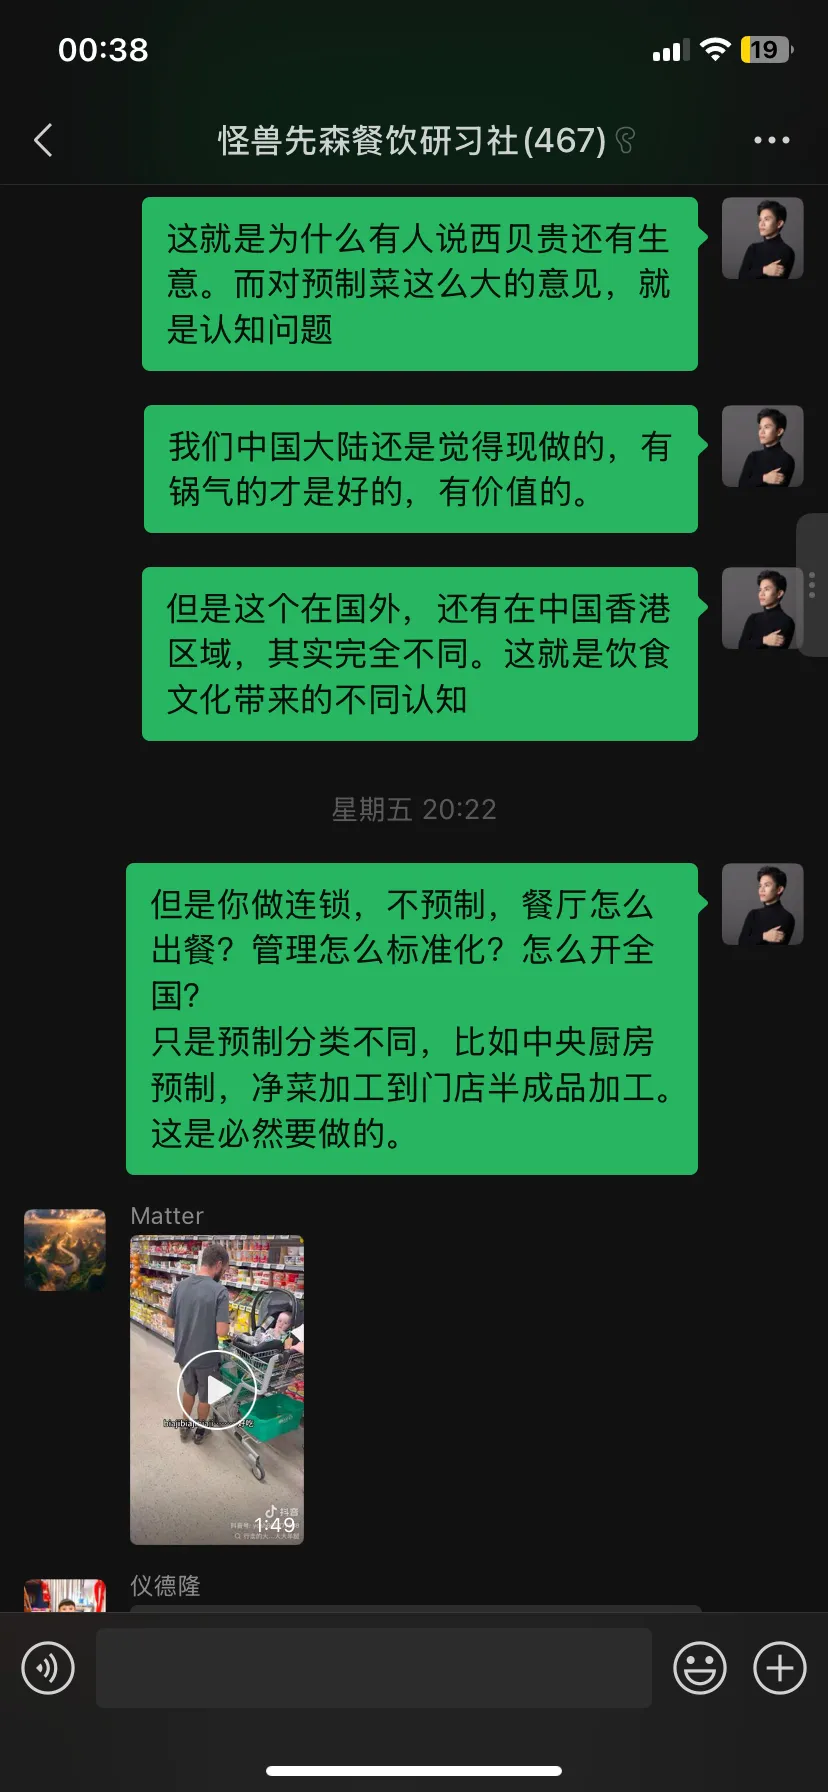 00:38
19
怪兽先森餐饮研习社(467)
这就是为什么有人说西贝贵还有生
意。而对预制菜这么大的意见，就
是认知问题
我们中国大陆还是觉得现做的，有
锅气的才是好的，有价值的。
但是这个在国外，还有在中国香港
区域，其实完全不同。这就是饮食
文化带来的不同认知
星期五 20:22
但是你做连锁，不预制，餐厅怎么
出餐？管理怎么标准化？怎么开全
国？
只是预制分类不同，比如中央厨房
预制，净菜加工到门店半成品加工。
这是必然要做的。
Matter
抖音
1:49
仪德隆